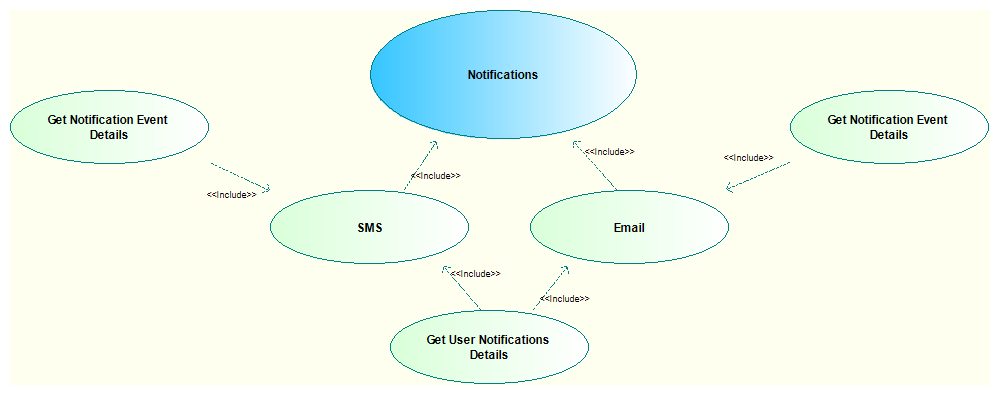 Notifications
Get Notification Event
Details
Get Notification Event
Details
<<Include>>
<<Include>>
<<Include>>
<<Include>>
SMS
Email
<<Include>>
<<Include>>
Get User Notifications
Details